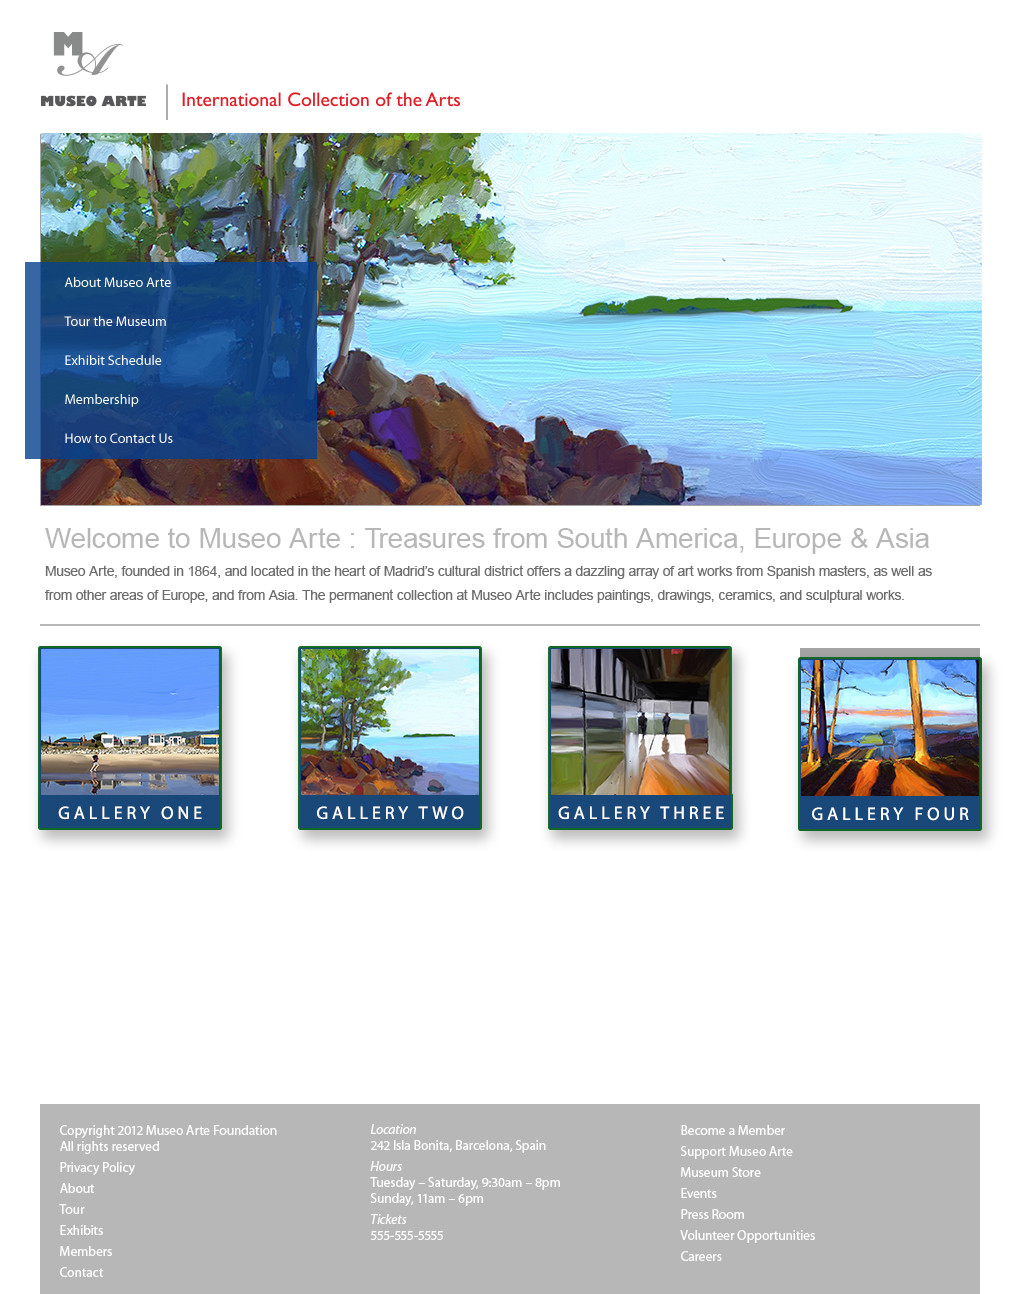 MA
MUSEO ARTE
International Collection of the Arts
About Museo Arte
Tour the Museum
Exhibit Schedule
Membership
How to Contact Us
Welcome to Museo Arte : Treasures from South America, Europe & Asia
Museo Arte, founded in 1864, and located in the heart of Madrid's cultural district offers a dazzling array of art works from Spanish masters, as well as
from other areas of Europe, and from Asia. The permanent collection at Museo Arte includes paintings, drawings, ceramics, and sculptural works.
GALLERY ONE
GALLERY TWO
GALLERY THREE
GALLERY FOUR
Copyright 2012 Museo Arte Foundation
All rights reserved
Privacy Policy
About
Tour
Exhibits
Members
Contact
Location
242 Isla Bonita, Barcelona, Spain
Hours
Tuesday – Saturday, 9:30am – 8pm
Sunday, 11am – 6pm
Tickets
555-555-5555
Become a Member
Support Museo Arte
Museum Store
Events
Press Room
Volunteer Opportunities
Careers